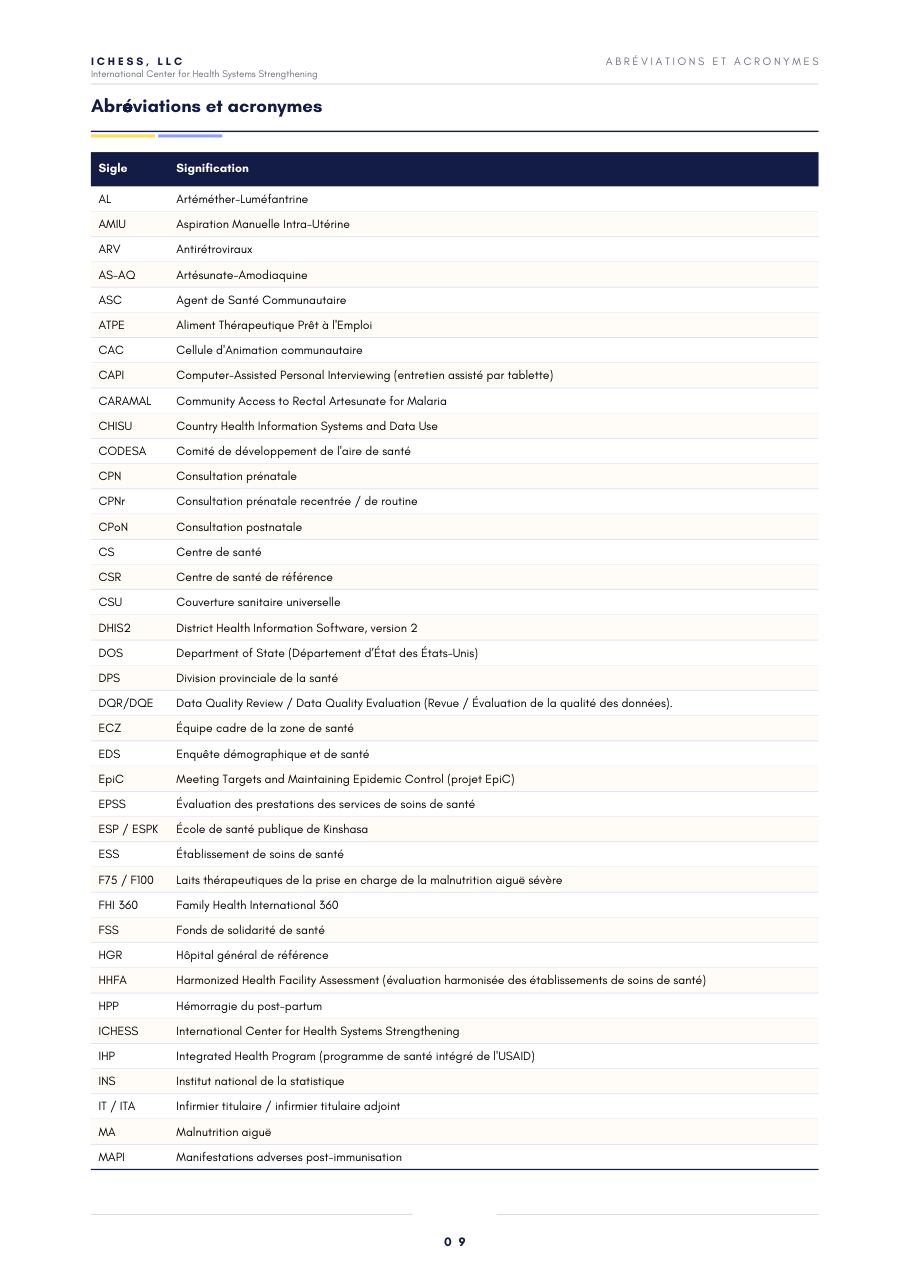 ICHESS, LLC
International Center for Health Systems Strengthening
ABRÉVIATIONS ET ACRONYMES
Abréviations et acronymes
Sigle Signification
AL Artéméther-Luméfantrine
AMIU Aspiration Manuelle Intra-Utérine
ARV Antirétroviraux
AS-AQ Artésunate-Amodiaquine
ASC Agent de Santé Communautaire
ATPE Aliment Thérapeutique Prêt à l'Emploi
CAC Cellule d'Animation communautaire
CAPI Computer-Assisted Personal Interviewing (entretien assisté par tablette)
CARAMAL Community Access to Rectal Artesunate for Malaria
CHISU Country Health Information Systems and Data Use
CODESA Comité de développement de l'aire de santé
CPN Consultation prénatale
CPNr Consultation prénatale recentrée / de routine
CPoN Consultation postnatale
CS Centre de santé
CSR Centre de santé de référence
CSU Couverture sanitaire universelle
DHIS2 District Health Information Software, version 2
DOS Department of State (Département d'État des États-Unis)
DPS Division provinciale de la santé
DQR/DQE Data Quality Review / Data Quality Evaluation (Revue / Évaluation de la qualité des données).
ECZ Équipe cadre de la zone de santé
EDS Enquête démographique et de santé
EpiC Meeting Targets and Maintaining Epidemic Control (projet EpiC)
EPSS Évaluation des prestations des services de soins de santé
ESP / ESPK École de santé publique de Kinshasa
ESS Établissement de soins de santé
F75 / F100 Laits thérapeutiques de la prise en charge de la malnutrition aiguë sévère
FHI 360 Family Health International 360
FSS Fonds de solidarité de santé
HGR Hôpital général de référence
HHFA Harmonized Health Facility Assessment (évaluation harmonisée des établissements de soins de santé)
HPP Hémorragie du post-partum
ICHESS International Center for Health Systems Strengthening
IHP Integrated Health Program (programme de santé intégré de l'USAID)
INS Institut national de la statistique
IT / ITA Infirmier titulaire / infirmier titulaire adjoint
MA Malnutrition aiguë
MAPI Manifestations adverses post-immunisation
09